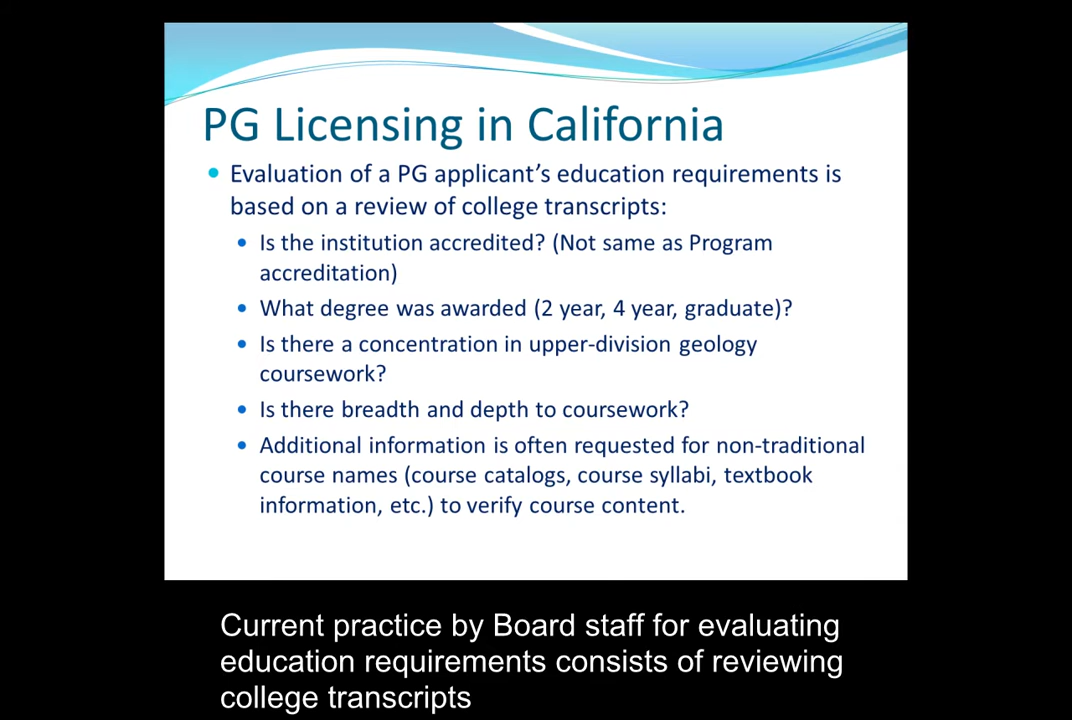 PG Licensing in California
• Evaluation of a PG applicant's education requirements is
based on a review of college transcripts:
• Is the institution accredited? (Not same as Program
accreditation)
• What degree was awarded (2 year, 4 year, graduate)?
• Is there a concentration in upper-division geology
coursework?
• Is there breadth and depth to coursework?
• Additional information is often requested for non-traditional
course names (course catalogs, course syllabi, textbook
information, etc.) to verify course content.
Current practice by Board staff for evaluating
education requirements consists of reviewing
college transcripts